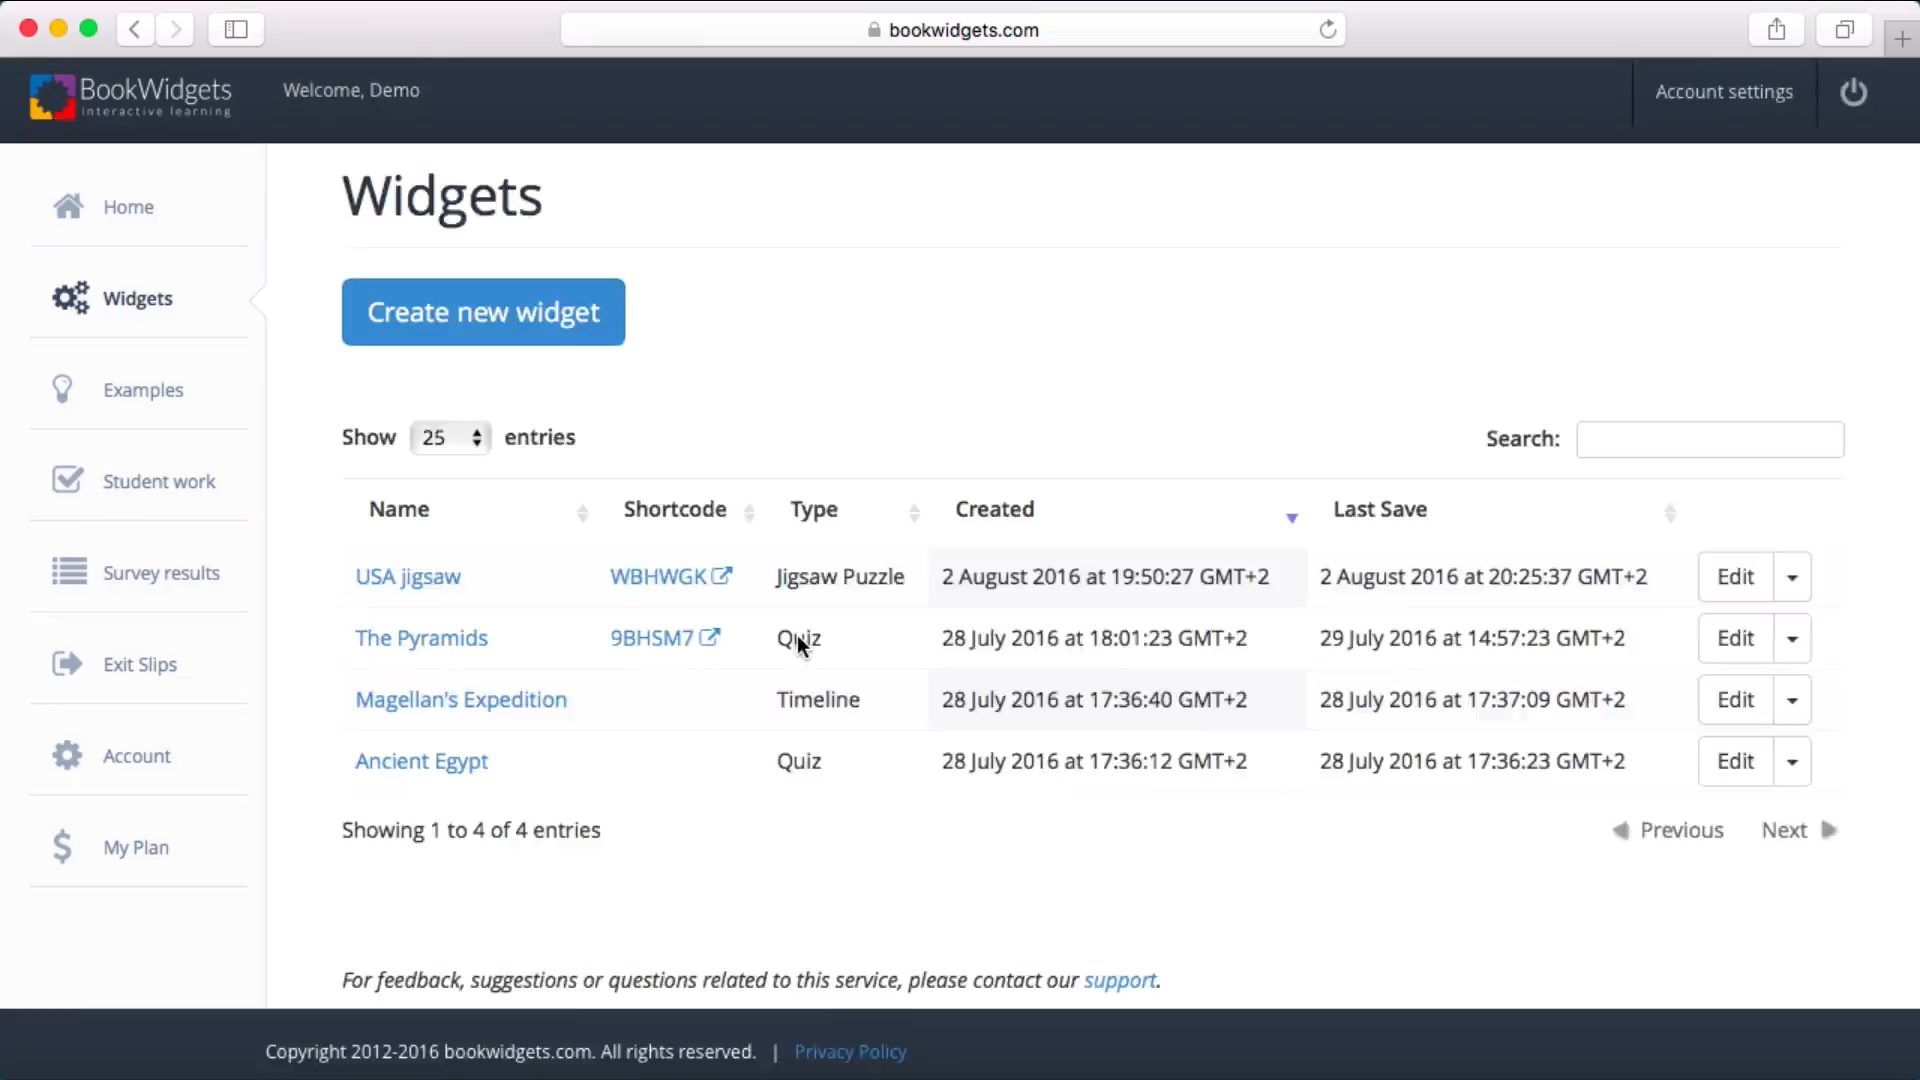 bookwidgets.com
BookWidgets
interactive learning
Welcome, Demo
Account settings
Home
Widgets
Examples
Student work
Survey results
Exit Slips
Account
My Plan
Widgets
Create new widget
Show 25 entries
Search:
Name Shortcode Type Created Last Save
USA jigsaw WBHWGK Jigsaw Puzzle 2 August 2016 at 19:50:27 GMT+2 2 August 2016 at 20:25:37 GMT+2 Edit
The Pyramids 9BHSM7 Quiz 28 July 2016 at 18:01:23 GMT+2 29 July 2016 at 14:57:23 GMT+2 Edit
Magellan's Expedition Timeline 28 July 2016 at 17:36:40 GMT+2 28 July 2016 at 17:37:09 GMT+2 Edit
Ancient Egypt Quiz 28 July 2016 at 17:36:12 GMT+2 28 July 2016 at 17:36:23 GMT+2 Edit
Showing 1 to 4 of 4 entries
Previous Next
For feedback, suggestions or questions related to this service, please contact our support.
Copyright 2012-2016 bookwidgets.com. All rights reserved. | Privacy Policy